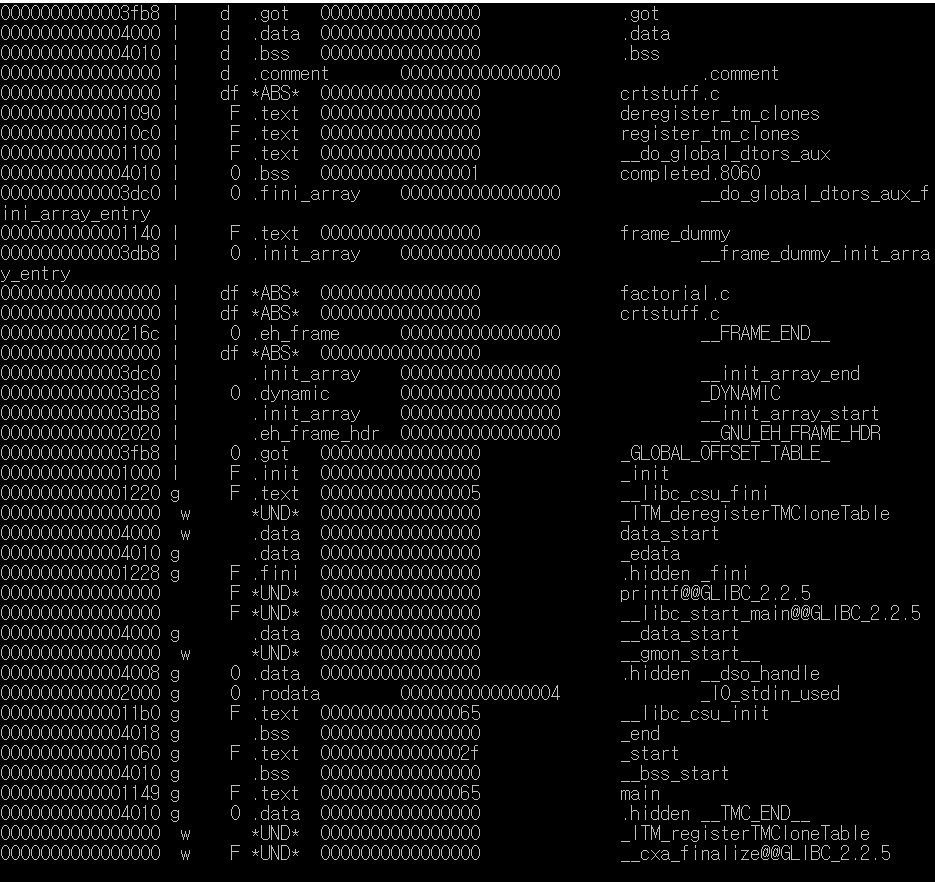 0000000000003fb8 l    d  .got   0000000000000000              .got
0000000000004000 l    d  .data  0000000000000000              .data
0000000000004010 l    d  .bss   0000000000000000              .bss
0000000000000000 l    d  .comment       0000000000000000              .comment
0000000000000000 l    df *ABS*  0000000000000000              crtstuff.c
0000000000001090 l     F .text  0000000000000000              deregister_tm_clones
00000000000010c0 l     F .text  0000000000000000              register_tm_clones
0000000000001100 l     F .text  0000000000000000              __do_global_dtors_aux
0000000000004010 l     O .bss   0000000000000001              completed.8060
0000000000003dc0 l     O .fini_array    0000000000000000              __do_global_dtors_aux_f
ini_array_entry
0000000000001140 l     F .text  0000000000000000              frame_dummy
0000000000003db8 l     O .init_array    0000000000000000              __frame_dummy_init_arra
y_entry
0000000000000000 l    df *ABS*  0000000000000000              factorial.c
0000000000000000 l    df *ABS*  0000000000000000              crtstuff.c
000000000000216c l     O .eh_frame      0000000000000000              __FRAME_END__
0000000000000000 l    df *ABS*  0000000000000000
0000000000003dc0 l       .init_array    0000000000000000              __init_array_end
0000000000003dc8 l     O .dynamic       0000000000000000              _DYNAMIC
0000000000003db8 l       .init_array    0000000000000000              __init_array_start
0000000000002020 l       .eh_frame_hdr  0000000000000000              __GNU_EH_FRAME_HDR
0000000000003fb8 l     O .got   0000000000000000              _GLOBAL_OFFSET_TABLE_
0000000000001000 l     F .init  0000000000000000              _init
0000000000001220 g     F .text  0000000000000005              __libc_csu_fini
0000000000000000  w      *UND*  0000000000000000              _ITM_deregisterTMCloneTable
0000000000004000  w      .data  0000000000000000              data_start
0000000000004010 g       .data  0000000000000000              _edata
0000000000001228 g     F .fini  0000000000000000              .hidden _fini
0000000000000000       F *UND*  0000000000000000              printf@@GLIBC_2.2.5
0000000000000000       F *UND*  0000000000000000              __libc_start_main@@GLIBC_2.2.5
0000000000004000 g       .data  0000000000000000              __data_start
0000000000000000  w      *UND*  0000000000000000              __gmon_start__
0000000000004008 g     O .data  0000000000000000              .hidden __dso_handle
0000000000002000 g     O .rodata        0000000000000004              _IO_stdin_used
00000000000011b0 g     F .text  0000000000000065              __libc_csu_init
0000000000004018 g       .bss   0000000000000000              _end
0000000000001060 g     F .text  000000000000002f              _start
0000000000004010 g       .bss   0000000000000000              __bss_start
0000000000001149 g     F .text  0000000000000065              main
0000000000004010 g     O .data  0000000000000000              .hidden __TMC_END__
0000000000000000  w      *UND*  0000000000000000              _ITM_registerTMCloneTable
0000000000000000  w    F *UND*  0000000000000000              __cxa_finalize@@GLIBC_2.2.5